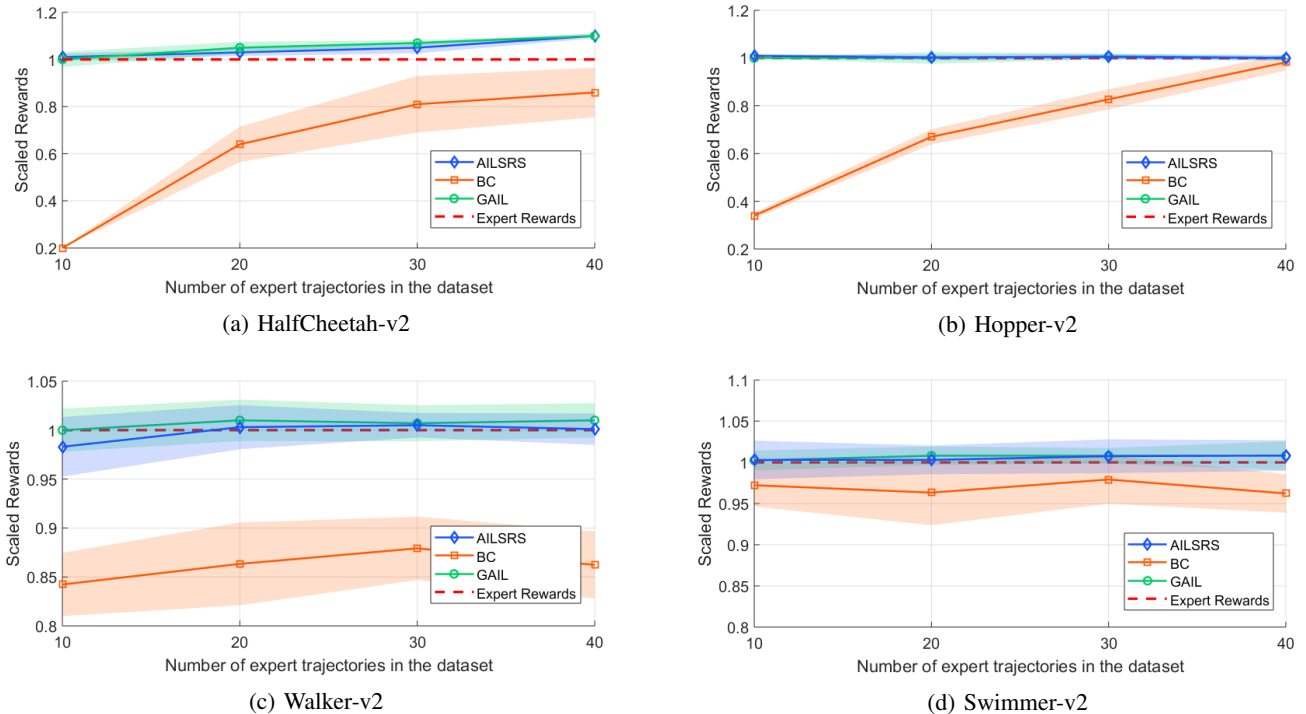 1.2
1
0.8
0.6
0.4
0.2
Scaled Rewards
AILSRS
BC
GAIL
Expert Rewards
10 20 30 40
Number of expert trajectories in the dataset
(a) HalfCheetah-v2
1.2
1
0.8
0.6
0.4
0.2
Scaled Rewards
AILSRS
BC
GAIL
Expert Rewards
10 20 30 40
Number of expert trajectories in the dataset
(b) Hopper-v2
1.05
1
0.95
0.9
0.85
0.8
Scaled Rewards
AILSRS
BC
GAIL
Expert Rewards
10 20 30 40
Number of expert trajectories in the dataset
(c) Walker-v2
1.1
1.05
1
0.95
0.9
0.85
0.8
Scaled Rewards
AILSRS
BC
GAIL
Expert Rewards
10 20 30 40
Number of expert trajectories in the dataset
(d) Swimmer-v2